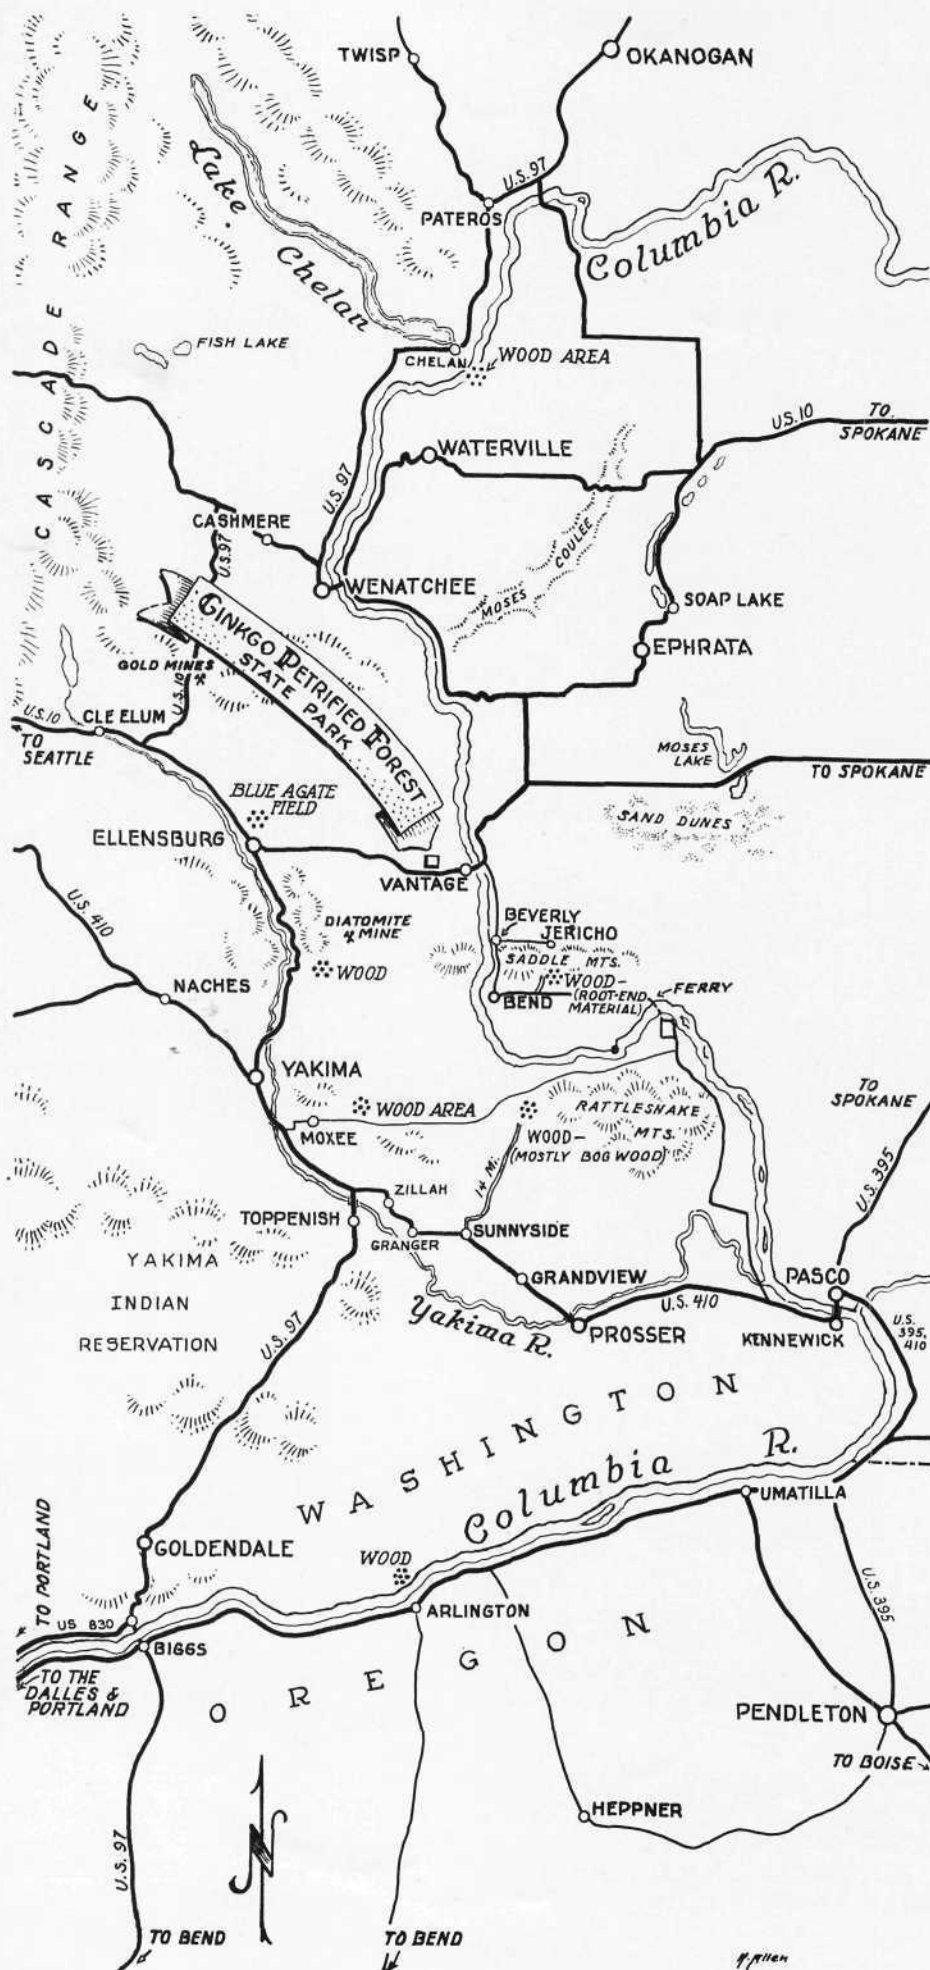 TWISP
OKANOGAN
CASCADE RANGE
Lake Chelan
U.S. 97
PATEROS
Columbia R.
FISH LAKE
CHELAN
WOOD AREA
U.S. 10
TO SPOKANE
WATERVILLE
U.S. 97
MOSES COULEE
CASHMERE
U.S. 97
WENATCHEE
SOAP LAKE
EPHRATA
GINKGO PETRIFIED FOREST
STATE PARK
GOLD MINES
U.S. 10
U.S. 10
CLE ELUM
TO
SEATTLE
MOSES
LAKE
TO SPOKANE
BLUE AGATE
FIELD
SAND DUNES
ELLENSBURG
VANTAGE
U.S. 410
BEVERLY
JERICHO
DIATOMITE
MINE
SADDLE MTS.
WOOD
WOOD-
(ROOT-END
MATERIAL)
FERRY
NACHES
BEND
YAKIMA
TO
SPOKANE
WOOD AREA
RATTLESNAKE
MTS.
MOXEE
WOOD-
(MOSTLY BOG WOOD)
14 Mi.
U.S. 395
ZILLAH
TOPPENISH
GRANGER
SUNNYSIDE
YAKIMA
INDIAN
RESERVATION
GRANDVIEW
PASCO
U.S. 410
Yakima R.
PROSSER
KENNEWICK
U.S.
395,
410
U.S. 97
WASHINGTON
Columbia R.
UMATILLA
GOLDENDALE
WOOD
TO PORTLAND
US 830
ARLINGTON
U.S. 395
BIGGS
OREGON
TO THE
DALLES &
PORTLAND
PENDLETON
TO BOISE
HEPPNER
N
U.S. 97
TO BEND
TO BEND